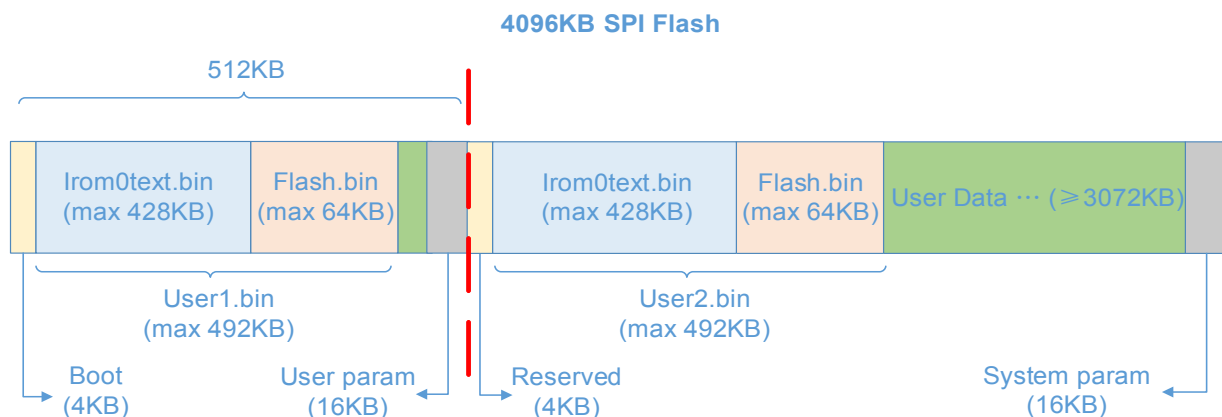 4096KB SPI Flash
512KB
Irom0text.bin
(max 428KB)
Flash.bin
(max 64KB)
Irom0text.bin
(max 428KB)
Flash.bin
(max 64KB)
User Data ⋯ (≥3072KB)
User1.bin
(max 492KB)
User2.bin
(max 492KB)
Boot
(4KB)
User param
(16KB)
Reserved
(4KB)
System param
(16KB)